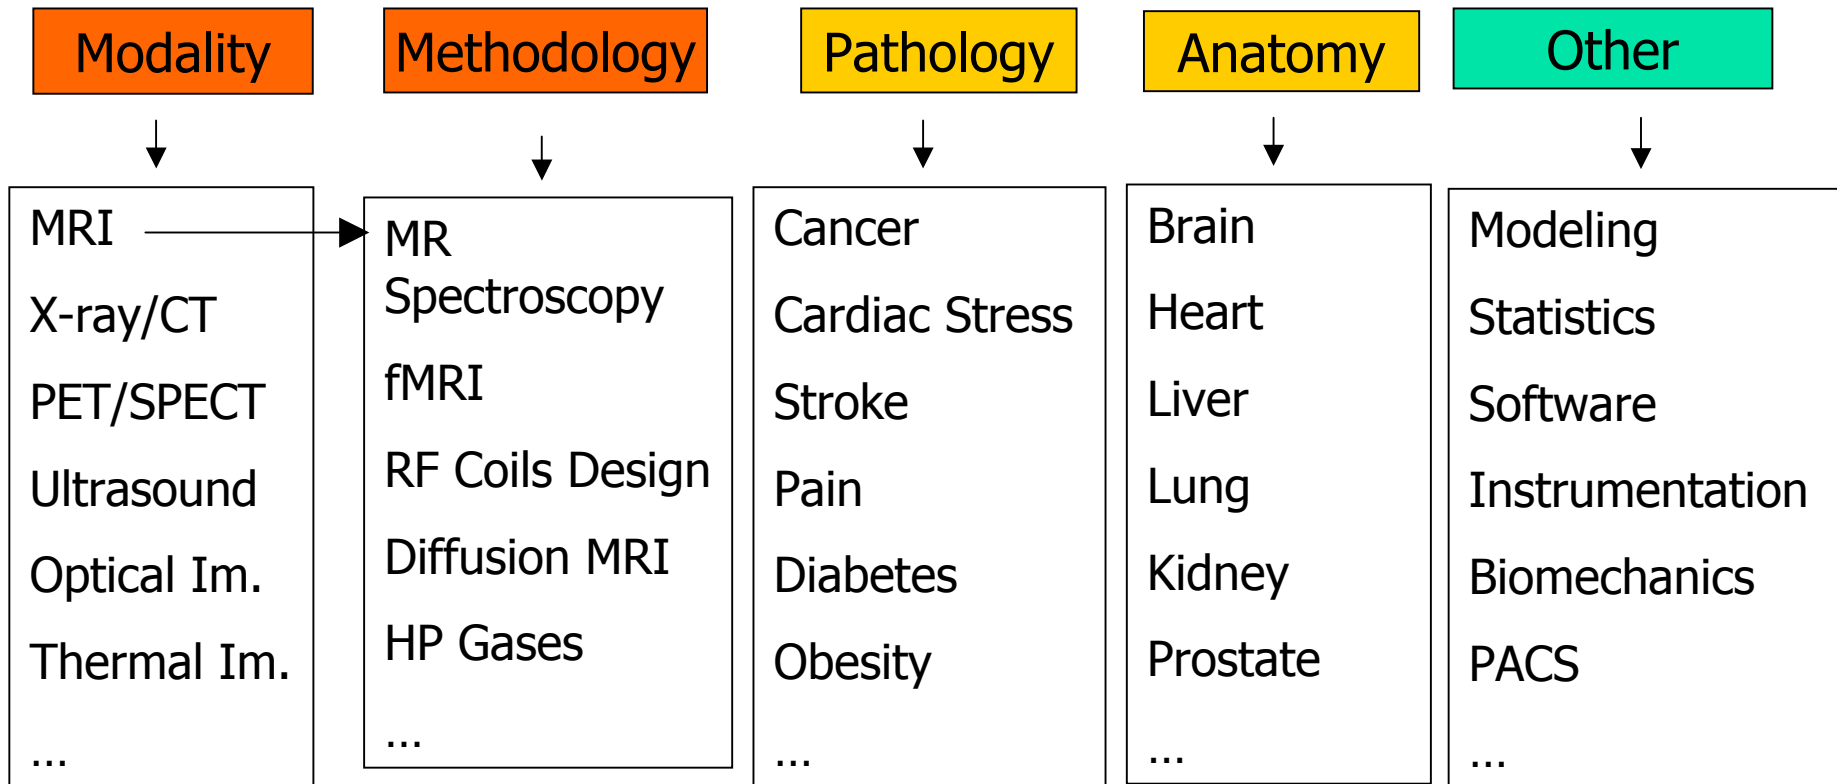 Modality
Methodology
Pathology
Anatomy
Other
MRI
X-ray/CT
PET/SPECT
Ultrasound
Optical Im.
Thermal Im.
...
MR
Spectroscopy
fMRI
RF Coils Design
Diffusion MRI
HP Gases
...
Cancer
Cardiac Stress
Stroke
Pain
Diabetes
Obesity
...
Brain
Heart
Liver
Lung
Kidney
Prostate
...
Modeling
Statistics
Software
Instrumentation
Biomechanics
PACS
...